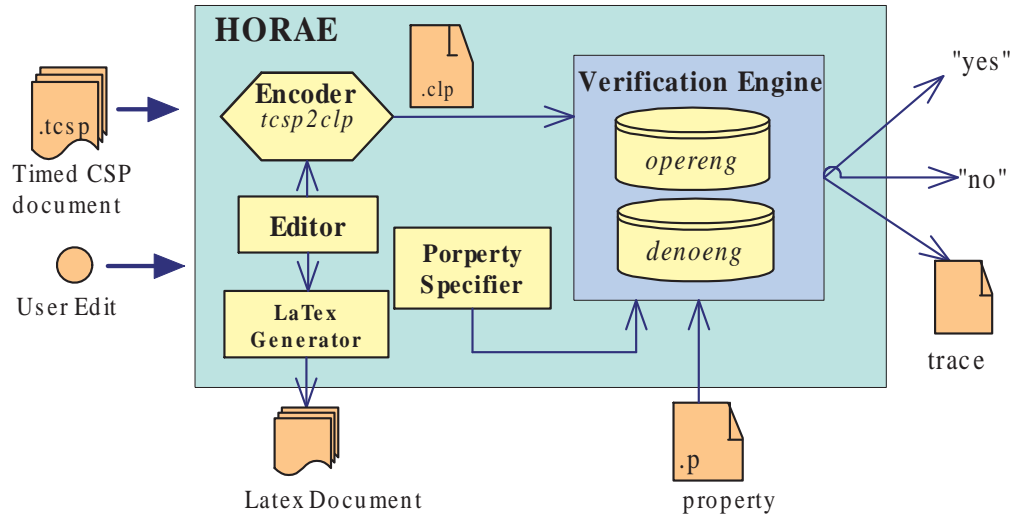 HORAE
.tcsp
Timed CSP
document
User Edit
Encoder
tcsp2clp
.clp
Editor
LaTex
Generator
Porperty
Specifier
Verification Engine
opereng
denoeng
"yes"
"no"
trace
Latex Document
.p
property